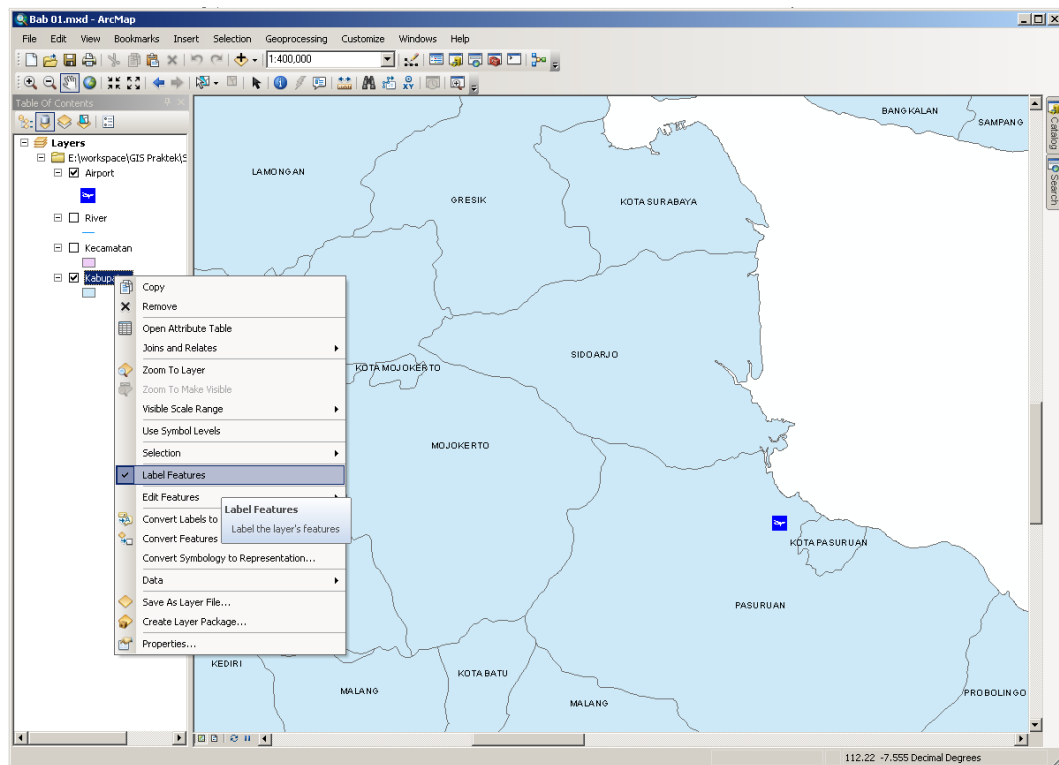 Bab 01.mxd - ArcMap
File Edit View Bookmarks Insert Selection Geoprocessing Customize Windows Help
1:400,000
Table Of Contents
Layers
E:\workspace\GIS Praktek\S
Airport
River
Kecamatan
Kabup
Copy
Remove
Open Attribute Table
Joins and Relates
Zoom To Layer
Zoom To Make Visible
Visible Scale Range
Use Symbol Levels
Selection
Label Features
Edit Features
Convert Labels to
Convert Features
Convert Symbology to Representation...
Data
Save As Layer File...
Create Layer Package...
Properties...
Label Features
Label the layer's features
BANGKALAN
SAMPANG
LAMONGAN
GRESIK
KOTA SURABAYA
SIDOARJO
KOTA MOJOKERTO
MOJOKERTO
KOTA PASURUAN
PASURUAN
KEDIRI
KOTA BATU
MALANG
MALANG
PROBOLINGO
Catalog
Search
112.22 -7.555 Decimal Degrees